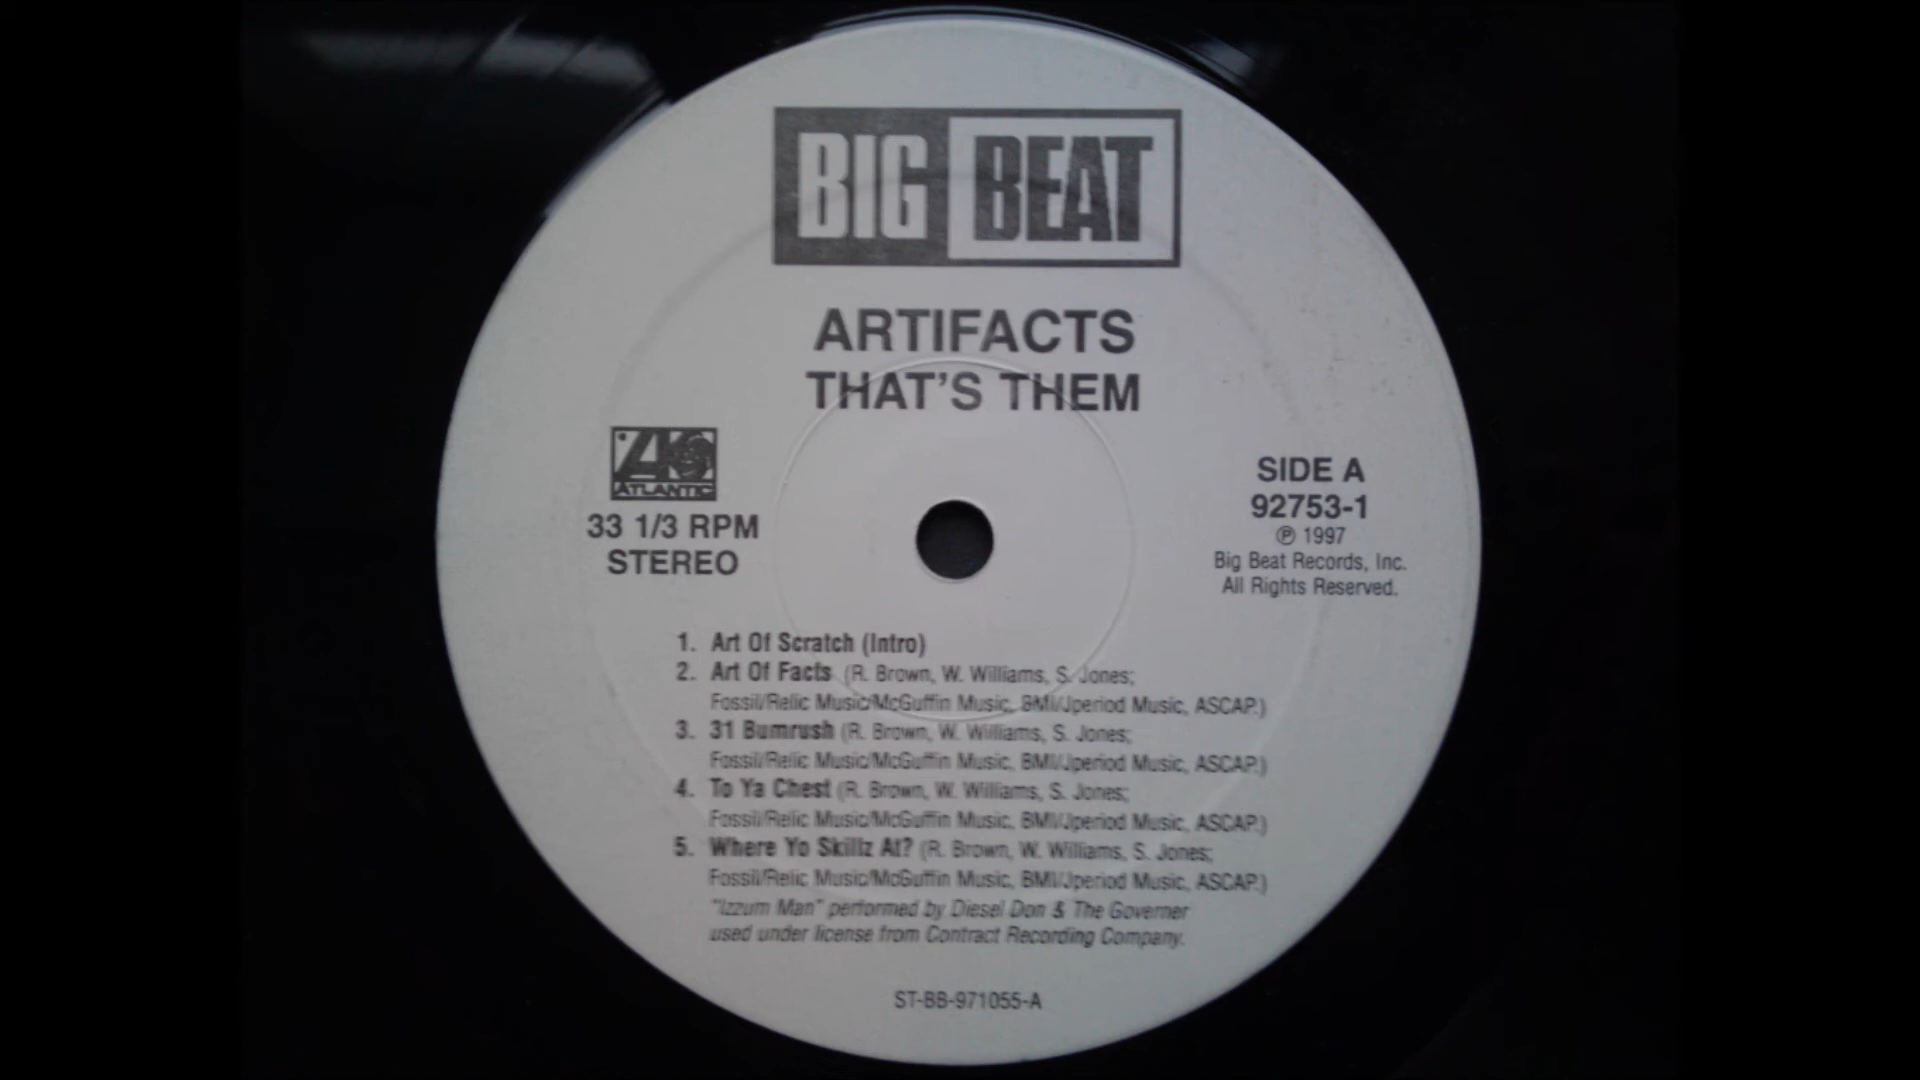 BIG BEAT
ARTIFACTS
THAT'S THEM
ATLANTIC
33 1/3 RPM
STEREO
SIDE A
92753-1
℗ 1997
Big Beat Records, Inc.
All Rights Reserved.
1. Art Of Scratch (Intro)
2. Art Of Facts (R. Brown, W. Williams, S. Jones;
Fossil/Relic Music/McGuffin Music, BMI/Jperiod Music, ASCAP.)
3. 31 Bumrush (R. Brown, W. Williams, S. Jones;
Fossil/Relic Music/McGuffin Music, BMI/Jperiod Music, ASCAP.)
4. To Ya Chest (R. Brown, W. Williams, S. Jones;
Fossil/Relic Music/McGuffin Music, BMI/Jperiod Music, ASCAP.)
5. Where Yo Skillz At? (R. Brown, W. Williams, S. Jones;
Fossil/Relic Music/McGuffin Music, BMI/Jperiod Music, ASCAP.)
"Izzum Man" performed by Diesel Don & The Governer
used under license from Contract Recording Company.
ST-BB-971055-A